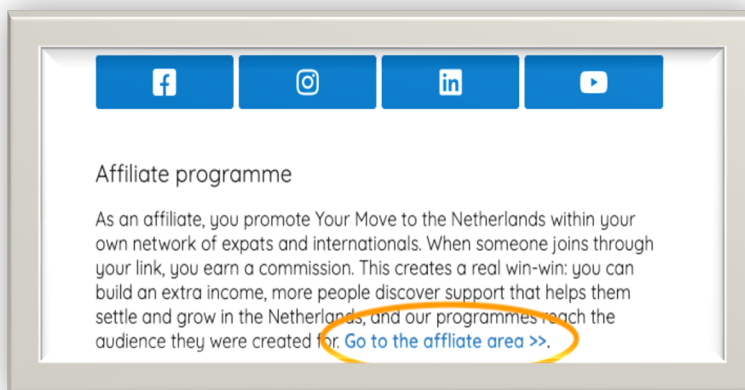 Affiliate programme
As an affiliate, you promote Your Move to the Netherlands within your
own network of expats and internationals. When someone joins through
your link, you earn a commission. This creates a real win-win: you can
build an extra income, more people discover support that helps them
settle and grow in the Netherlands, and our programmes reach the
audience they were created for. Go to the affliate area >>.